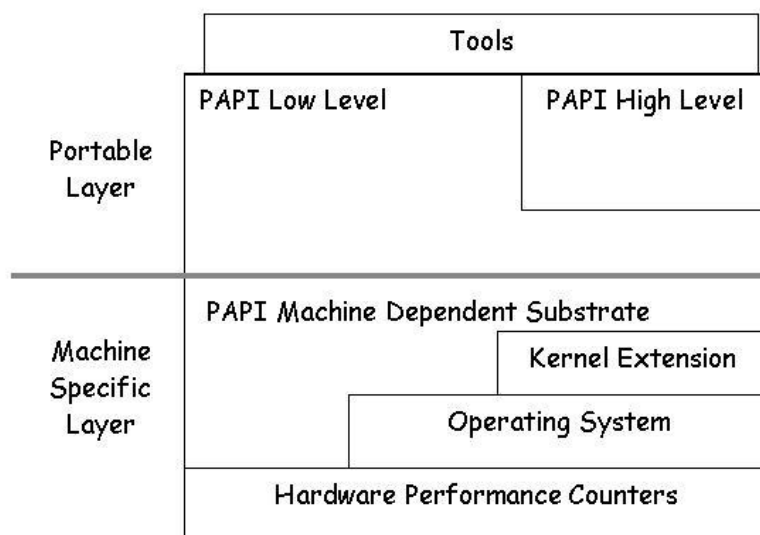 Tools
PAPI Low Level
PAPI High Level
Portable
Layer
PAPI Machine Dependent Substrate
Machine
Specific
Layer
Kernel Extension
Operating System
Hardware Performance Counters